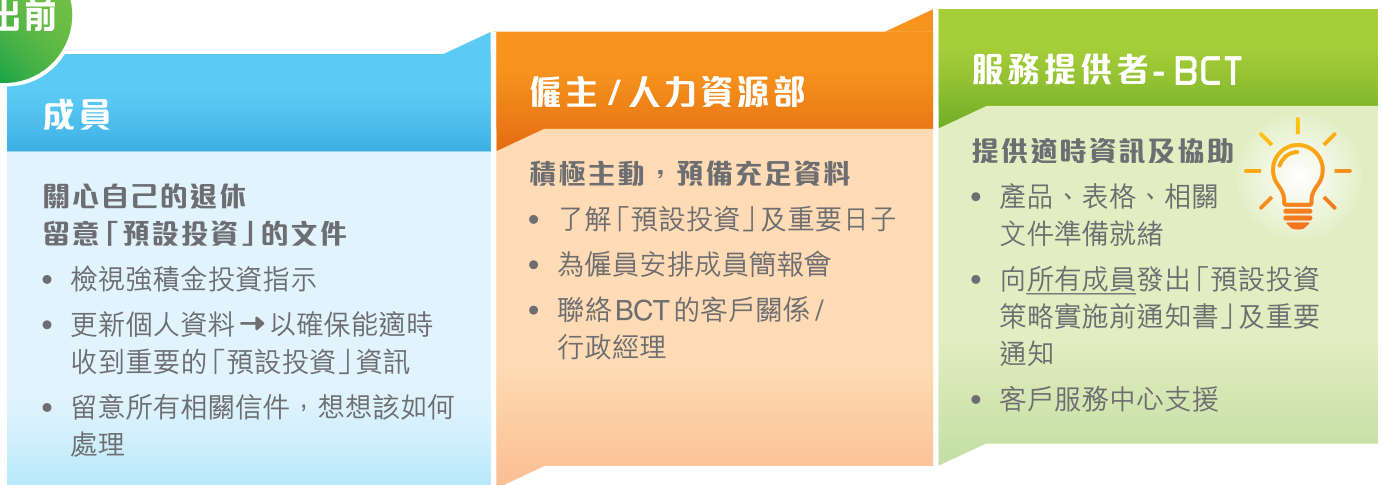 出前
成員
關心自己的退休
留意「預設投資」的文件
• 檢視強積金投資指示
• 更新個人資料➔以確保能適時
收到重要的「預設投資」資訊
• 留意所有相關信件，想想該如何
處理
僱主 / 人力資源部
積極主動，預備充足資料
• 了解「預設投資」及重要日子
• 為僱員安排成員簡報會
• 聯絡BCT的客戶關係 /
行政經理
服務提供者- BCT
提供適時資訊及協助
• 產品、表格、相關
文件準備就緒
• 向所有成員發出「預設投資
策略實施前通知書」及重要
通知
• 客戶服務中心支援